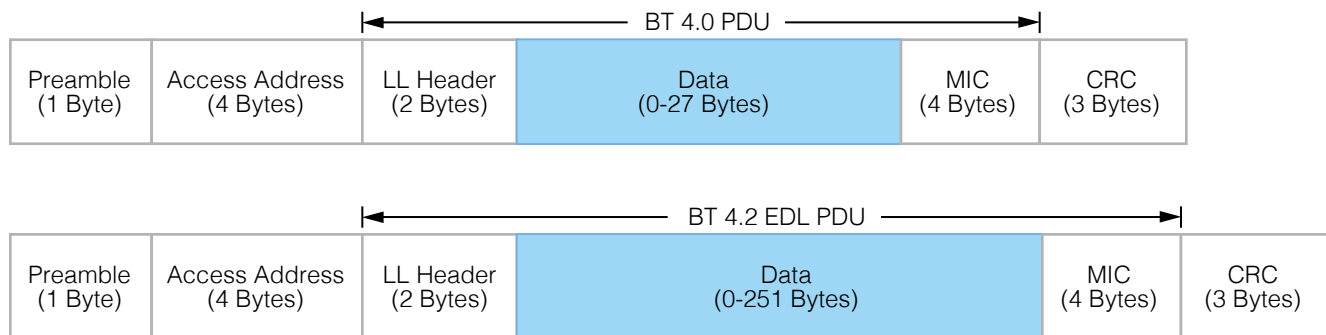 BT 4.0 PDU
Preamble
(1 Byte)
Access Address
(4 Bytes)
LL Header
(2 Bytes)
Data
(0-27 Bytes)
MIC
(4 Bytes)
CRC
(3 Bytes)
BT 4.2 EDL PDU
Preamble
(1 Byte)
Access Address
(4 Bytes)
LL Header
(2 Bytes)
Data
(0-251 Bytes)
MIC
(4 Bytes)
CRC
(3 Bytes)